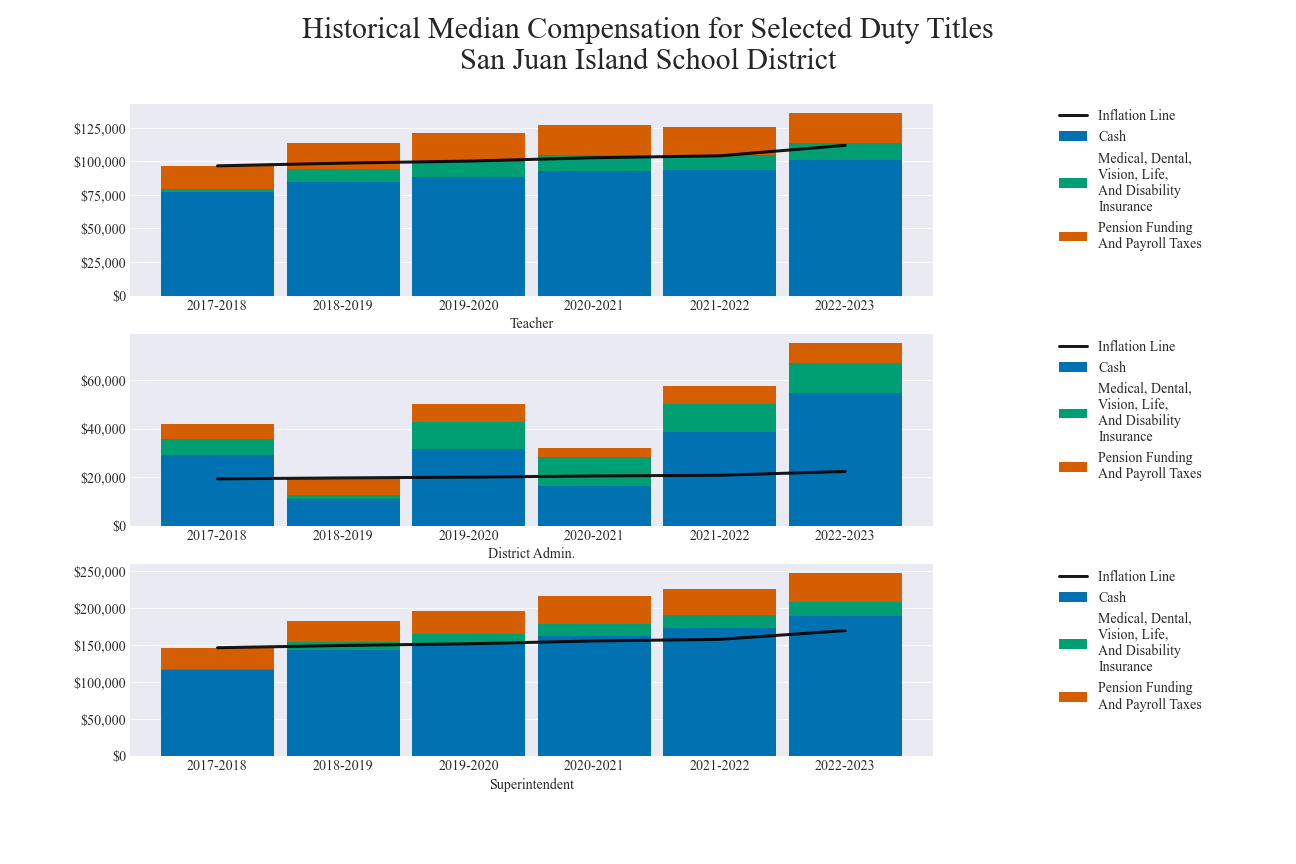 Historical Median Compensation for Selected Duty Titles
San Juan Island School District
$125,000
$100,000
$75,000
$50,000
$25,000
$0
2017-2018 2018-2019 2019-2020 2020-2021 2021-2022 2022-2023
Teacher
Inflation Line
Cash
Medical, Dental,
Vision, Life,
And Disability
Insurance
Pension Funding
And Payroll Taxes
$60,000
$40,000
$20,000
$0
2017-2018 2018-2019 2019-2020 2020-2021 2021-2022 2022-2023
District Admin.
Inflation Line
Cash
Medical, Dental,
Vision, Life,
And Disability
Insurance
Pension Funding
And Payroll Taxes
$250,000
$200,000
$150,000
$100,000
$50,000
$0
2017-2018 2018-2019 2019-2020 2020-2021 2021-2022 2022-2023
Superintendent
Inflation Line
Cash
Medical, Dental,
Vision, Life,
And Disability
Insurance
Pension Funding
And Payroll Taxes